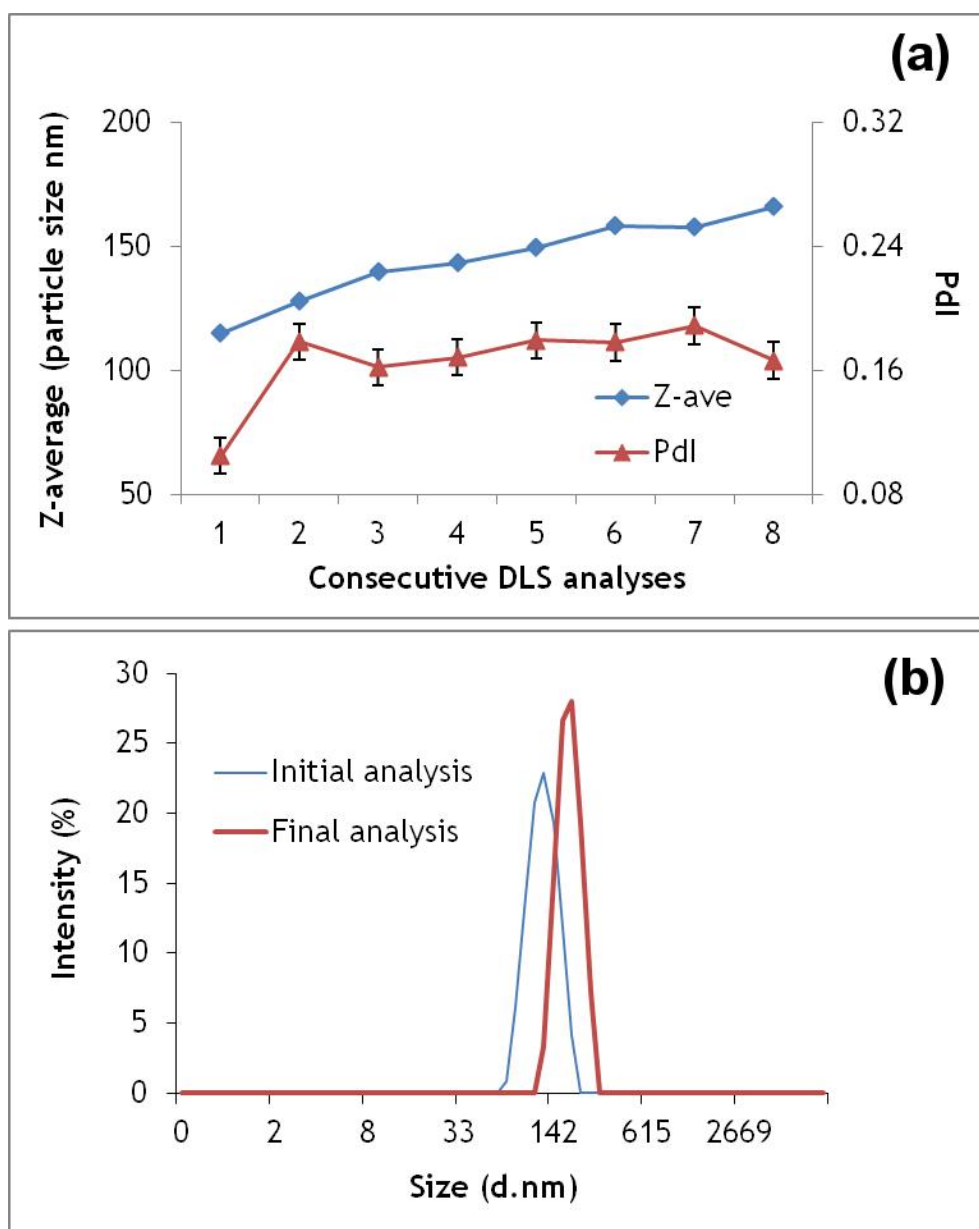 (a)
Z-average (particle size nm)
200
150
100
50
0.32
0.24
0.16
0.08
PdI
Z-ave
PdI
1 2 3 4 5 6 7 8
Consecutive DLS analyses
(b)
Intensity (%)
30
25
20
15
10
5
0
Initial analysis
Final analysis
0 2 8 33 142 615 2669
Size (d.nm)